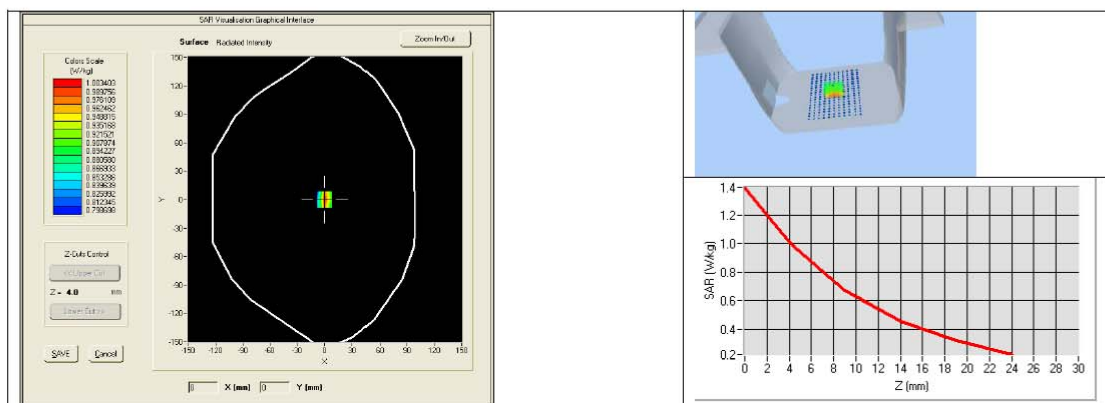 SAR Visualisation Graphical Interface
Surface Radiated Intensity
Zoom In/Out
Colors Scale
(W/kg)
1.003403
0.989756
0.976109
0.962462
0.948815
0.935168
0.921521
0.907874
0.894227
0.880580
0.866933
0.853286
0.839639
0.825992
0.812345
0.798698
150
120
90
60
30
0
-30
-60
-90
-120
-150
Y
-150 -120 -90 -60 -30 0 30 60 90 120 150
X
Z-Cuts Control
<< Upper Cut
Z = 4.0 mm
Lower Cut >>
SAVE Cancel
0 X (mm) 0 Y (mm)
1.4
1.2
1.0
0.8
0.6
0.4
0.2
SAR (W/kg)
0 2 4 6 8 10 12 14 16 18 20 22 24 26 28 30
Z (mm)